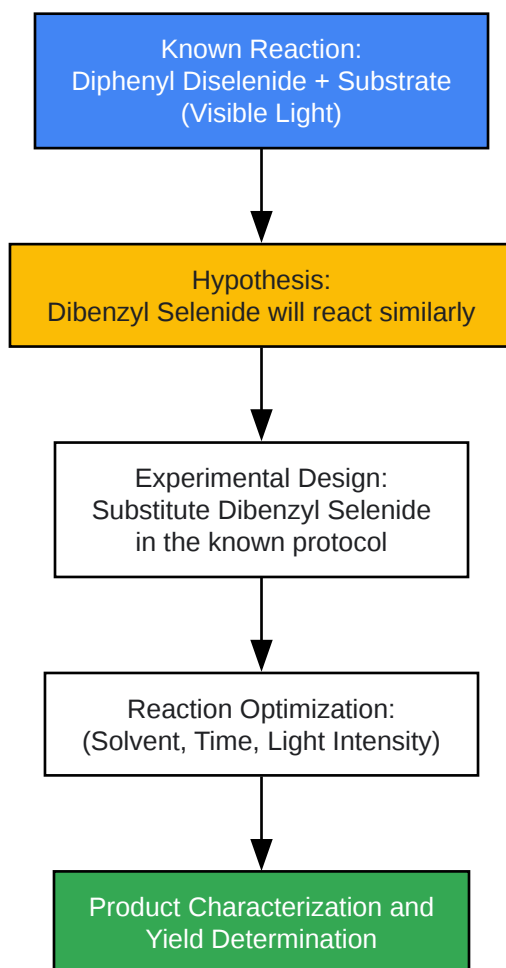 Known Reaction:
Diphenyl Diselenide + Substrate
(Visible Light)
Hypothesis:
Dibenzyl Selenide will react similarly
Experimental Design:
Substitute Dibenzyl Selenide
in the known protocol
Reaction Optimization:
(Solvent, Time, Light Intensity)
Product Characterization and
Yield Determination